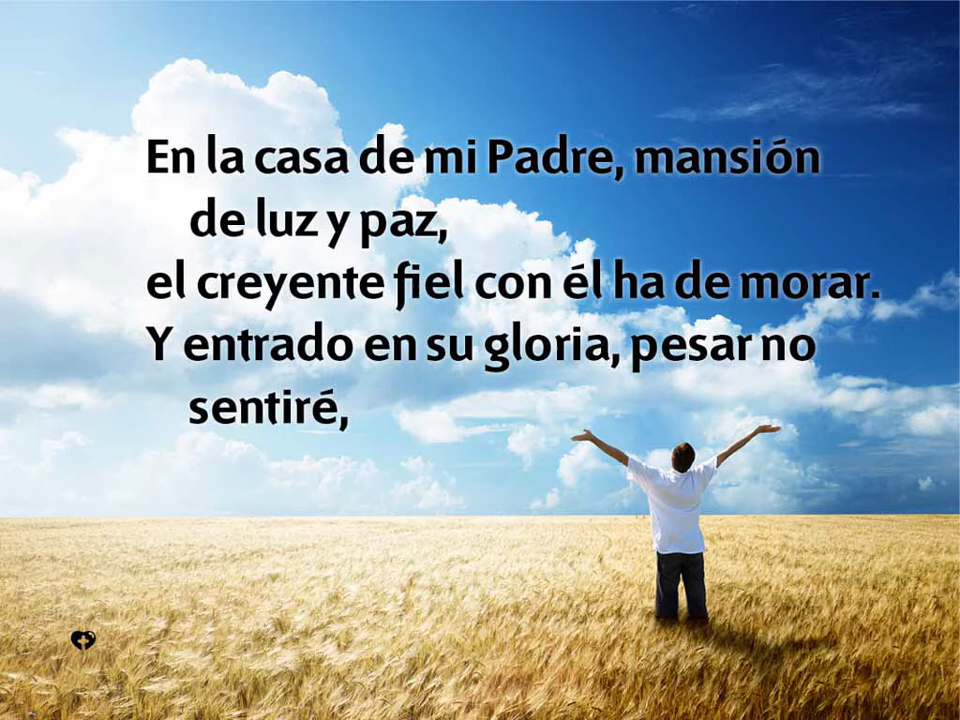 En la casa de mi Padre, mansión
de luz y paz,
el creyente fiel con él ha de morar.
Y entrado en su gloria, pesar no
sentiré,